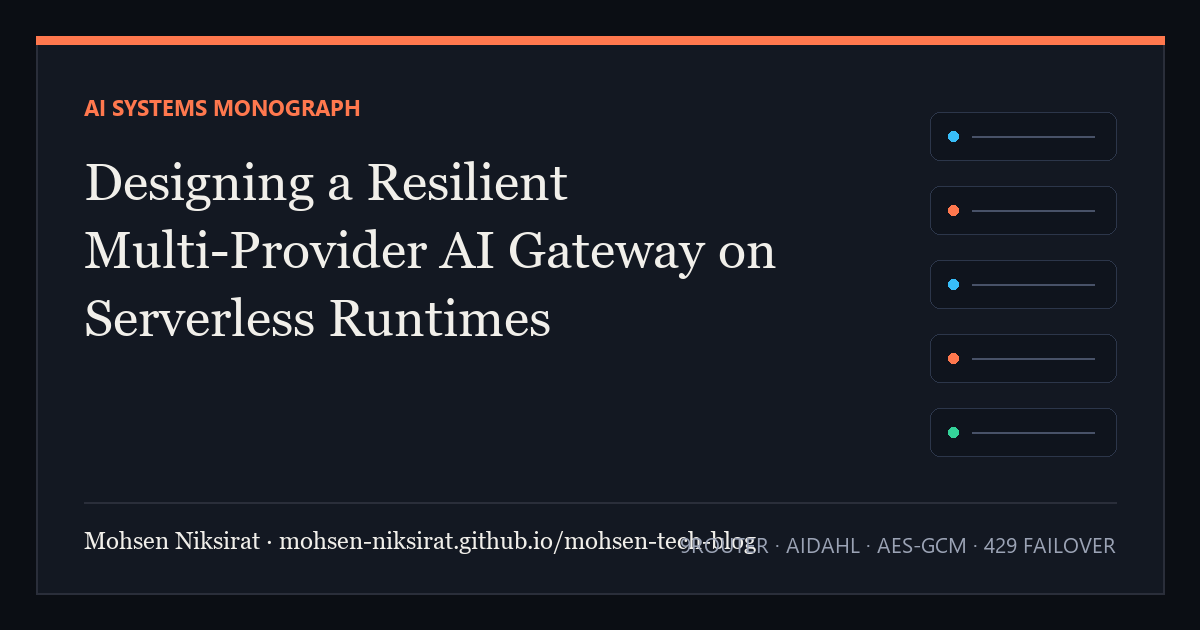 AI SYSTEMS MONOGRAPH
Designing a Resilient
Multi-Provider AI Gateway on
Serverless Runtimes
Mohsen Niksirat · mohsen-niksirat.github.io/mohsen-tech-blog
9ROUTER · AIDAHL · AES-GCM · 429 FAILOVER